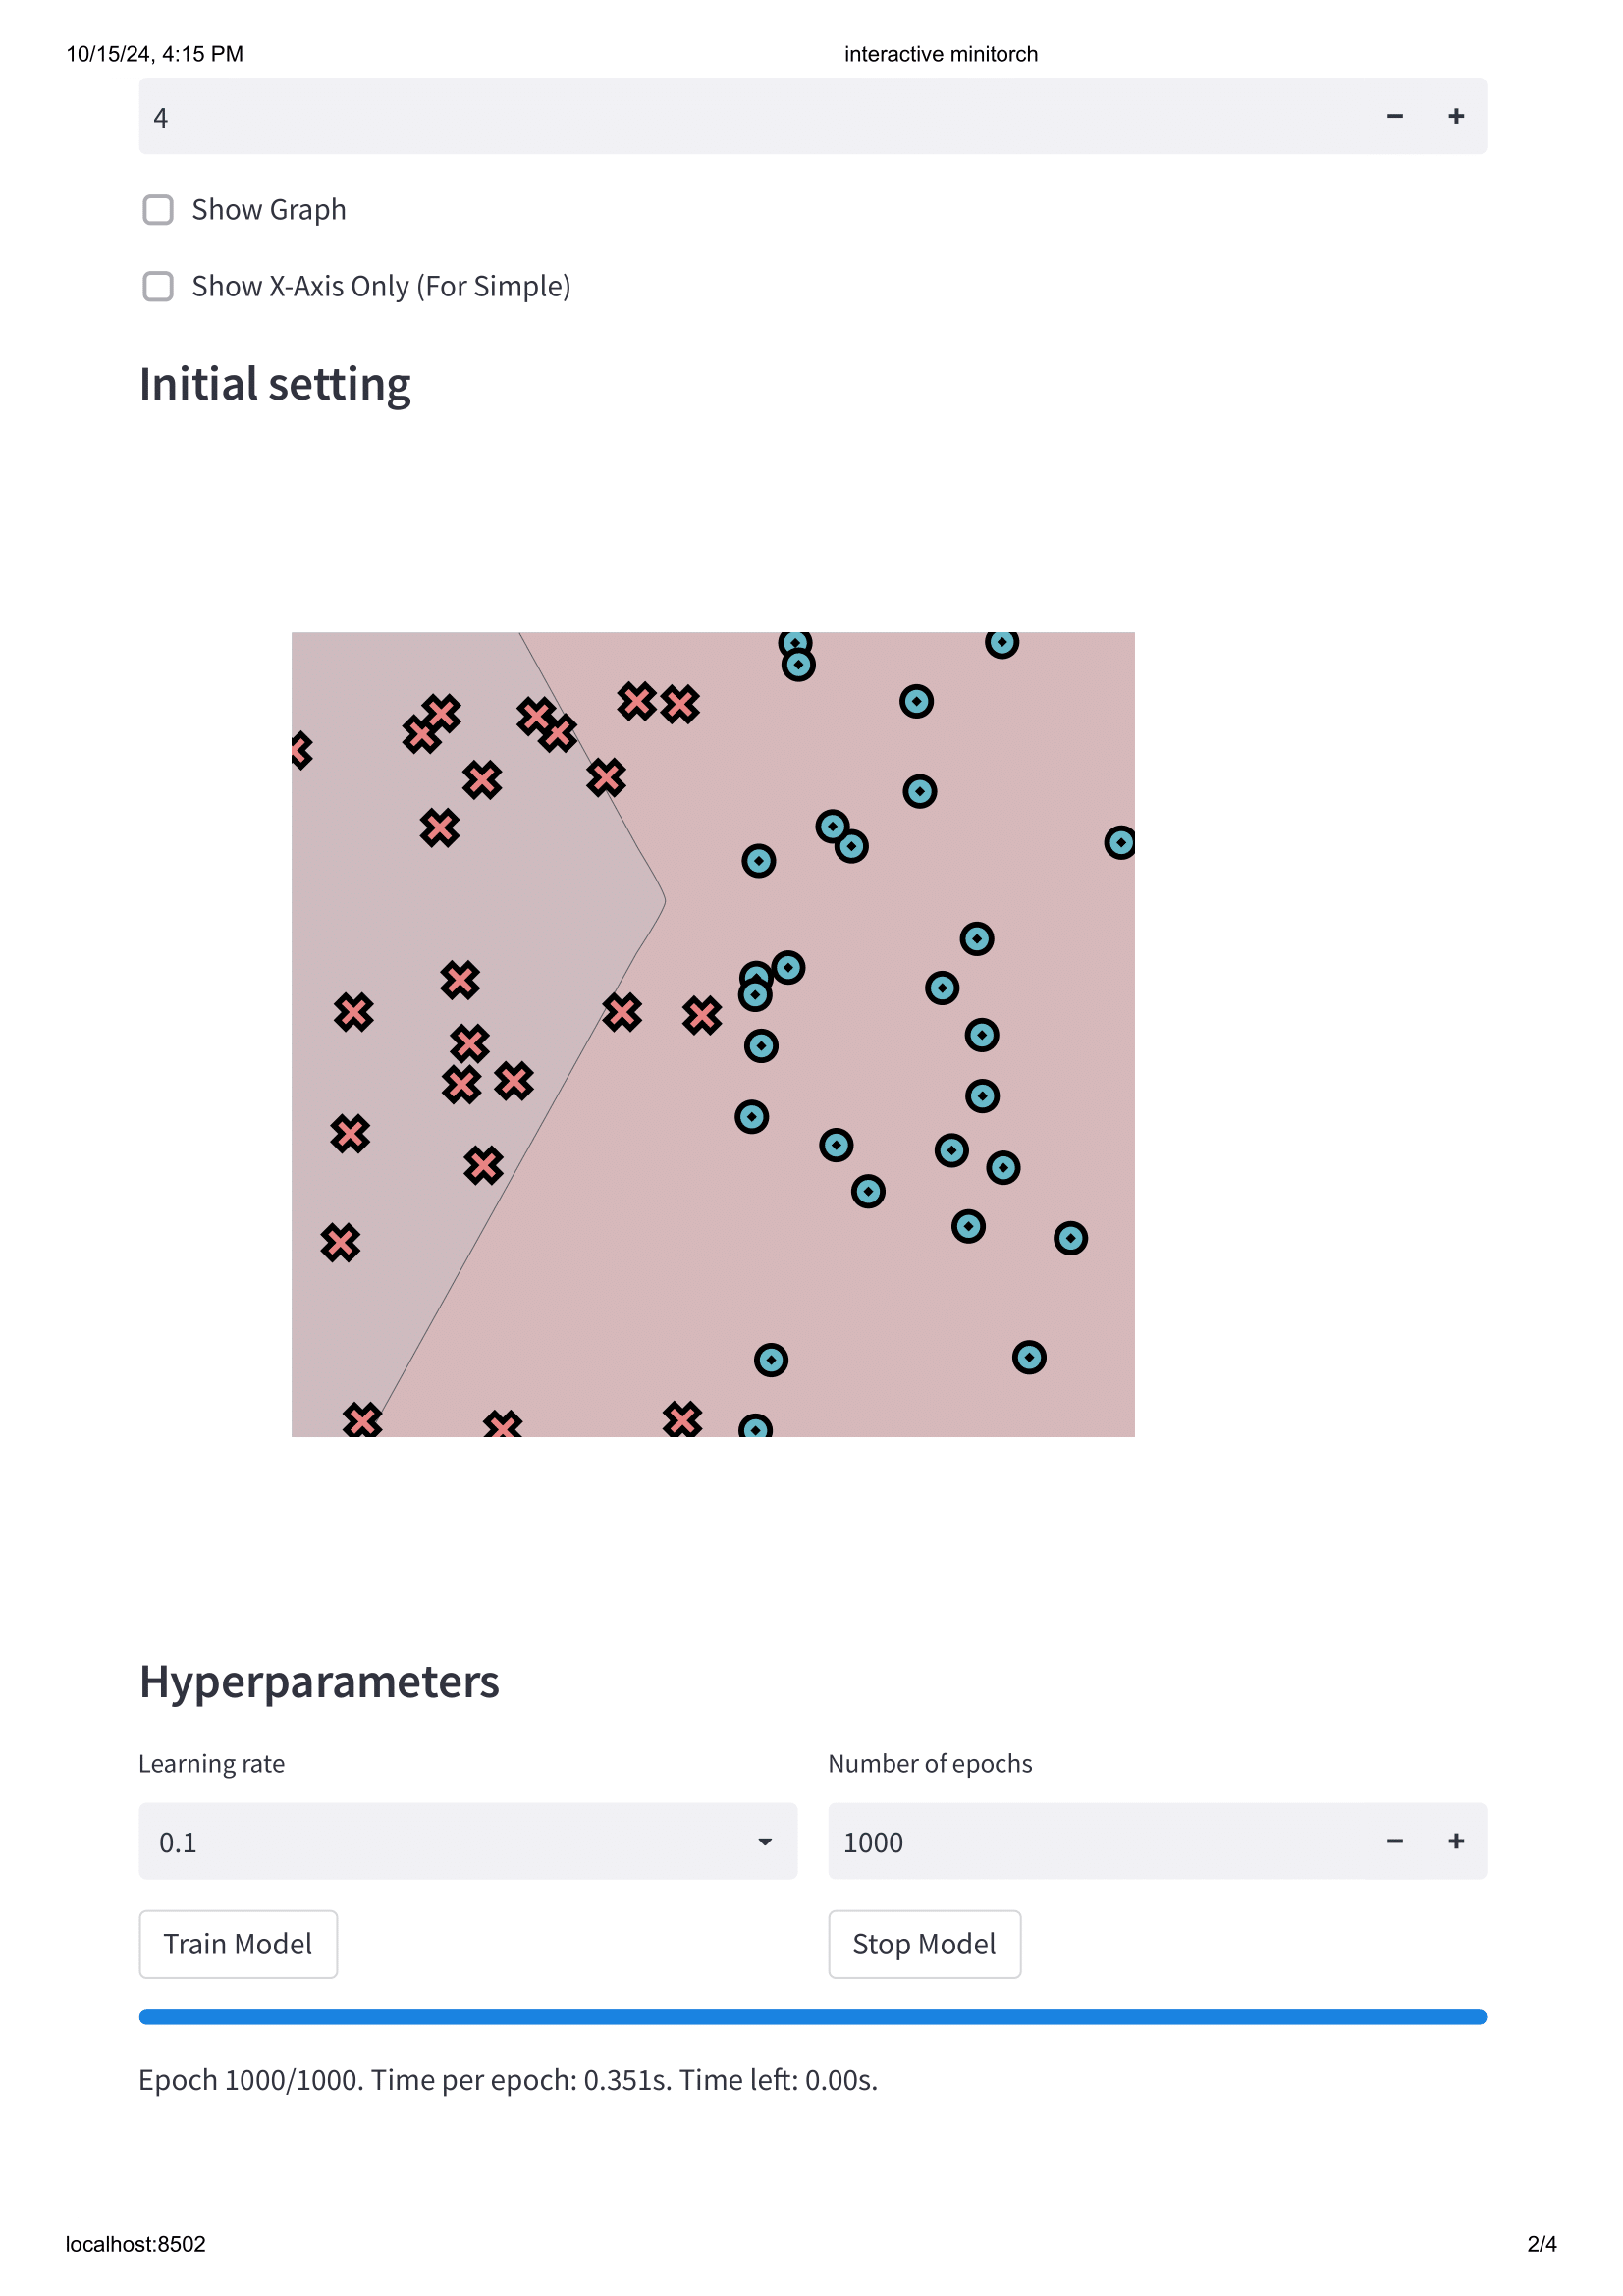 10/15/24, 4:15 PM
interactive minitorch
4
Show Graph
Show X-Axis Only (For Simple)
Initial setting
Hyperparameters
Learning rate
Number of epochs
0.1
1000
Train Model
Stop Model
Epoch 1000/1000. Time per epoch: 0.351s. Time left: 0.00s.
localhost:8502
2/4